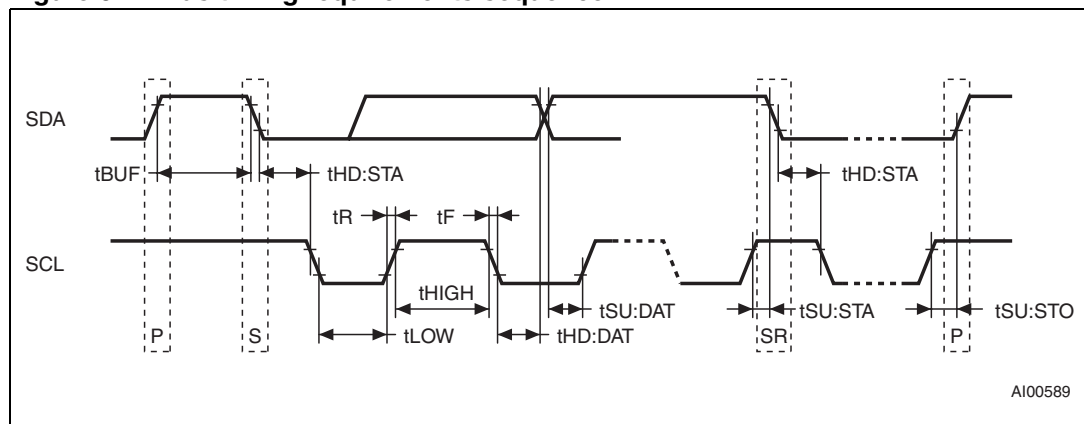 SDA
tBUF
tHD:STA
tHD:STA
tR
tF
SCL
tHIGH
tSU:DAT
tSU:STA
tSU:STO
P
S
tLOW
tHD:DAT
SR
P
AI00589